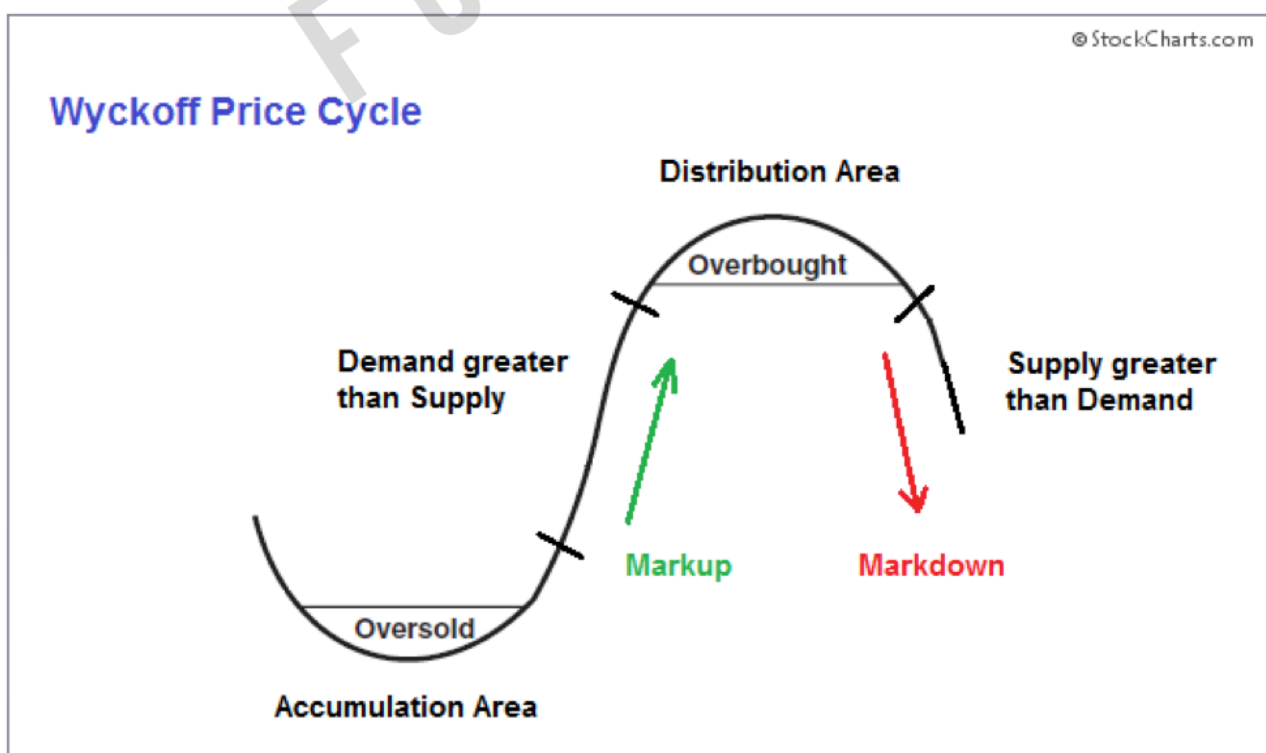 © StockCharts.com
Wyckoff Price Cycle
Distribution Area
Overbought
Demand greater
than Supply
Supply greater
than Demand
Markup
Markdown
Oversold
Accumulation Area